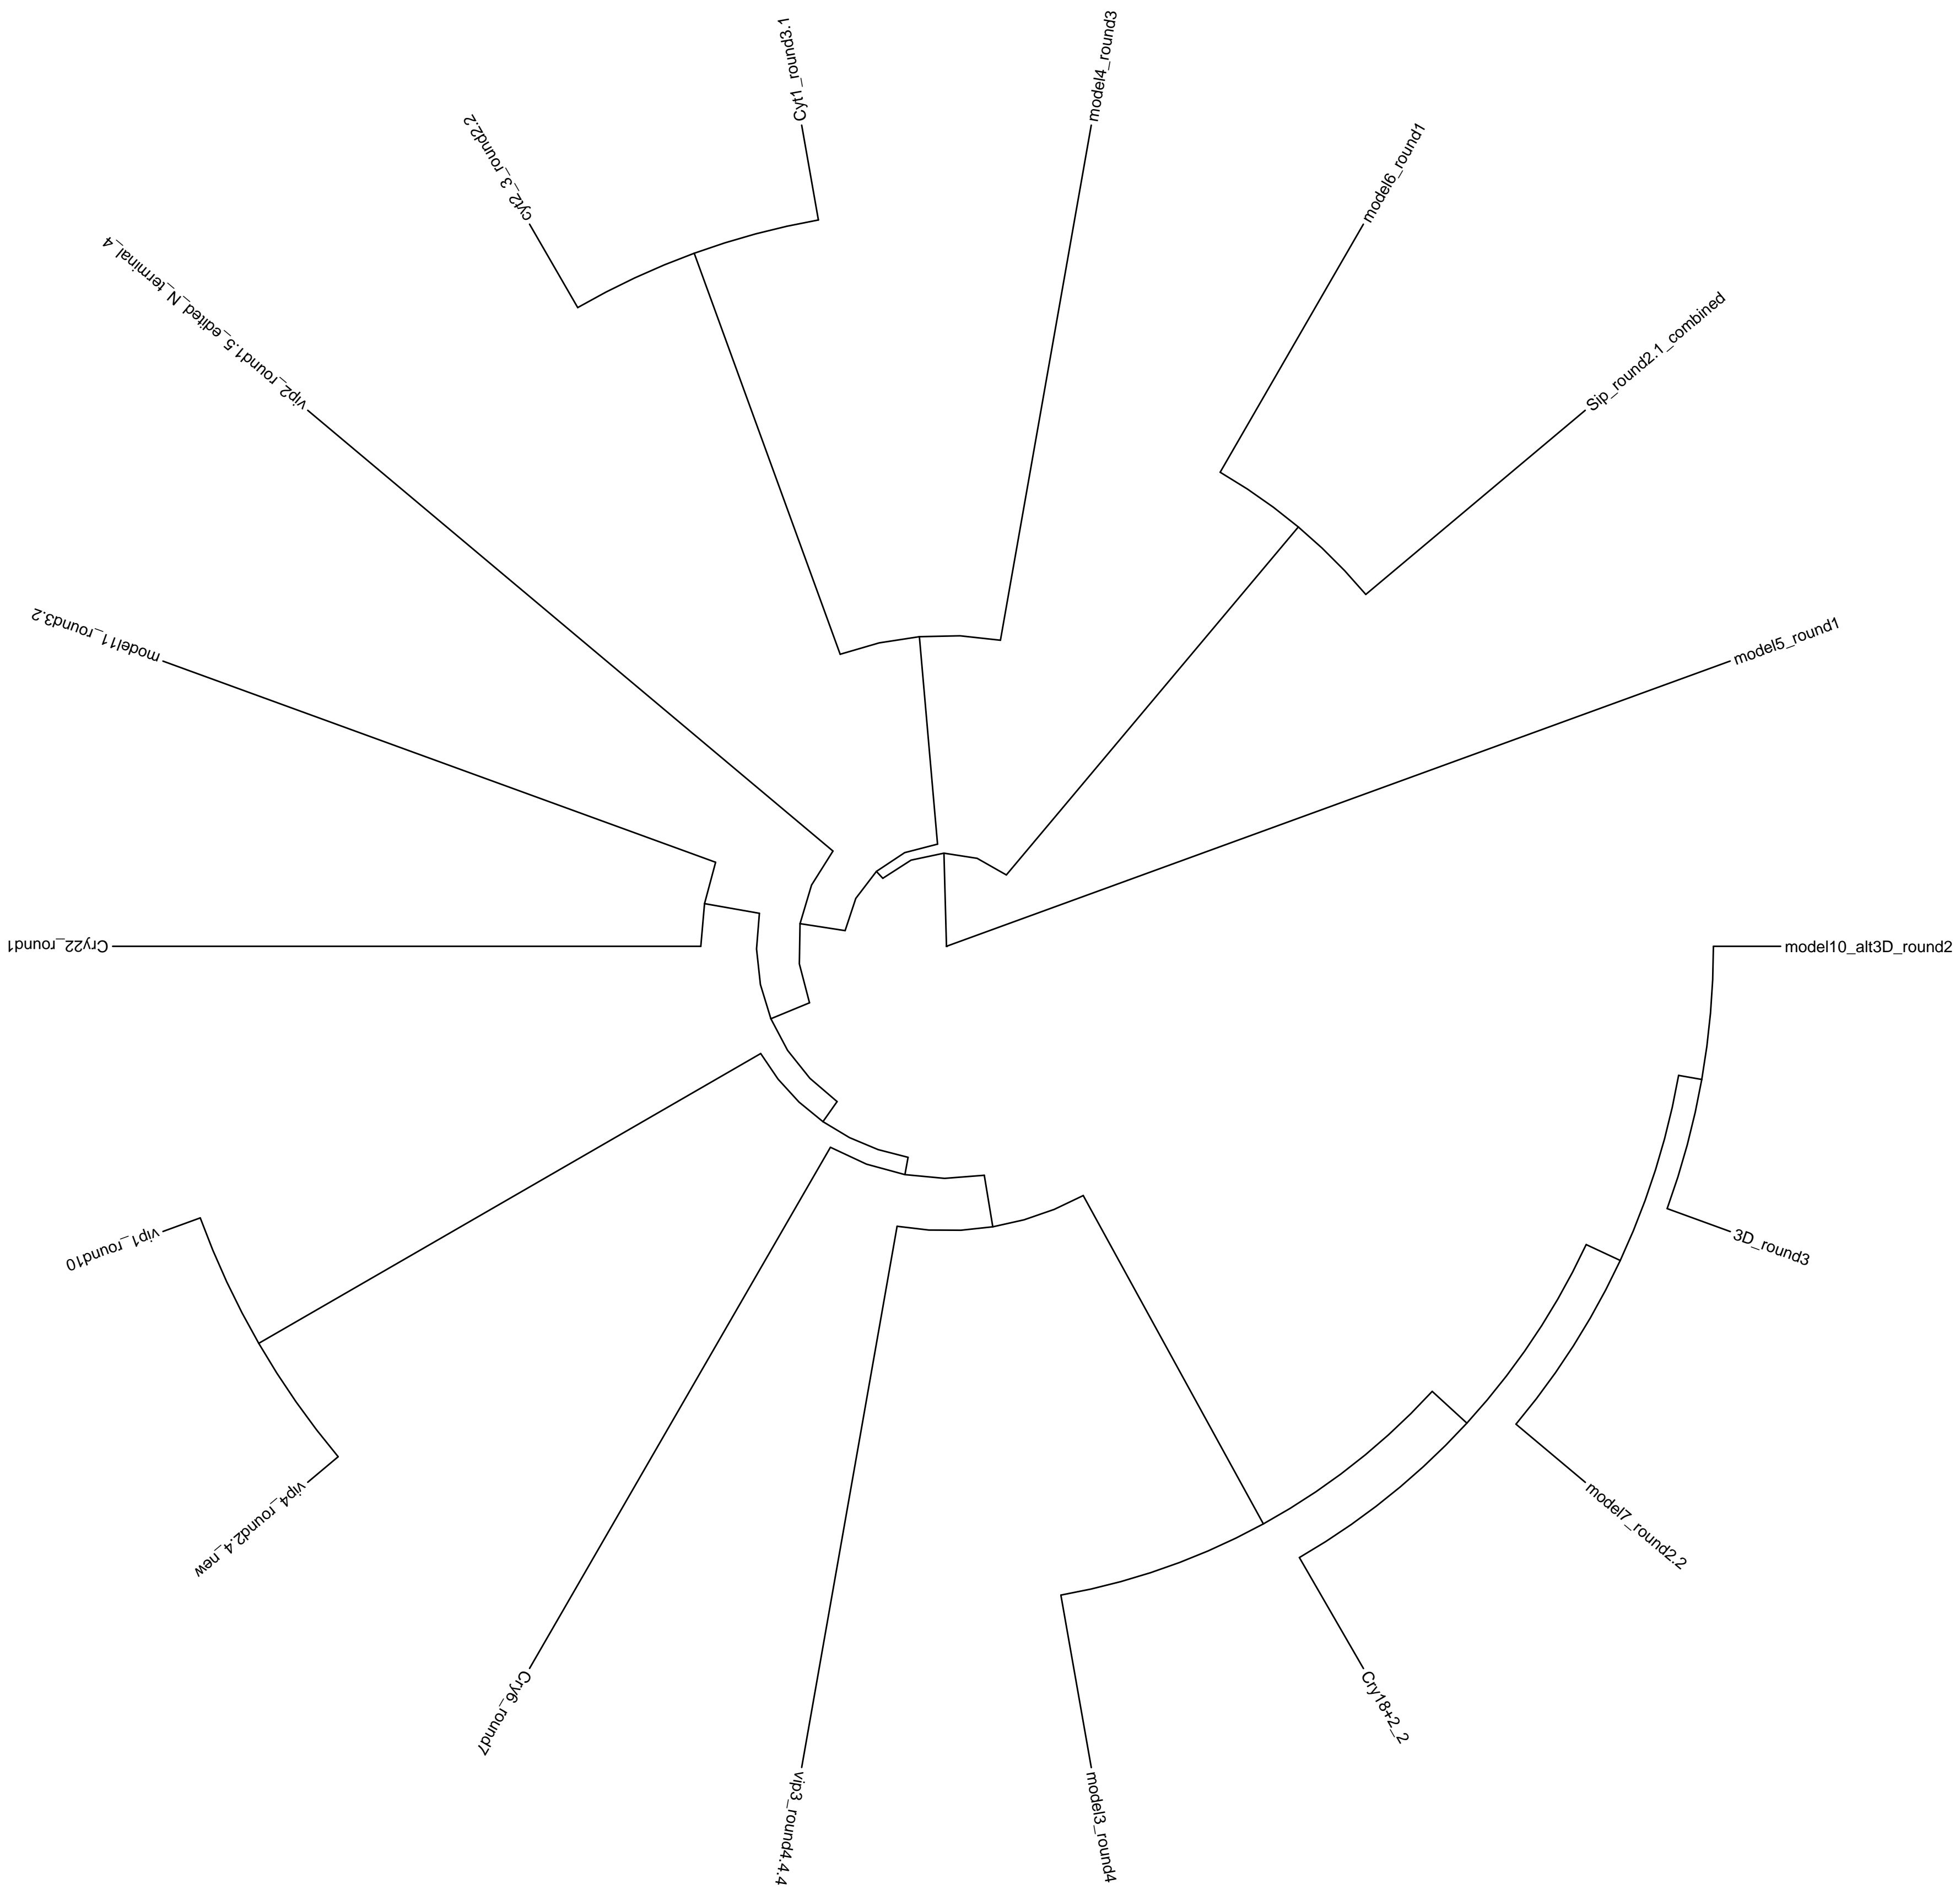 Cyt1_round3.1
model4_round3
cyt2_3_round2.2
model6_round1
vip2_round1.5_edited_N_terminal_4
Sip_round2.1_combined
model11_round3.2
model5_round1
Cry22_round1
model10_alt3D_round2
vip1_round10
3D_round3
vip4_round2.4_new
model7_round2.2
Cry6_round7
Cry18+2_2
vip3_round4.4.4
model3_round4